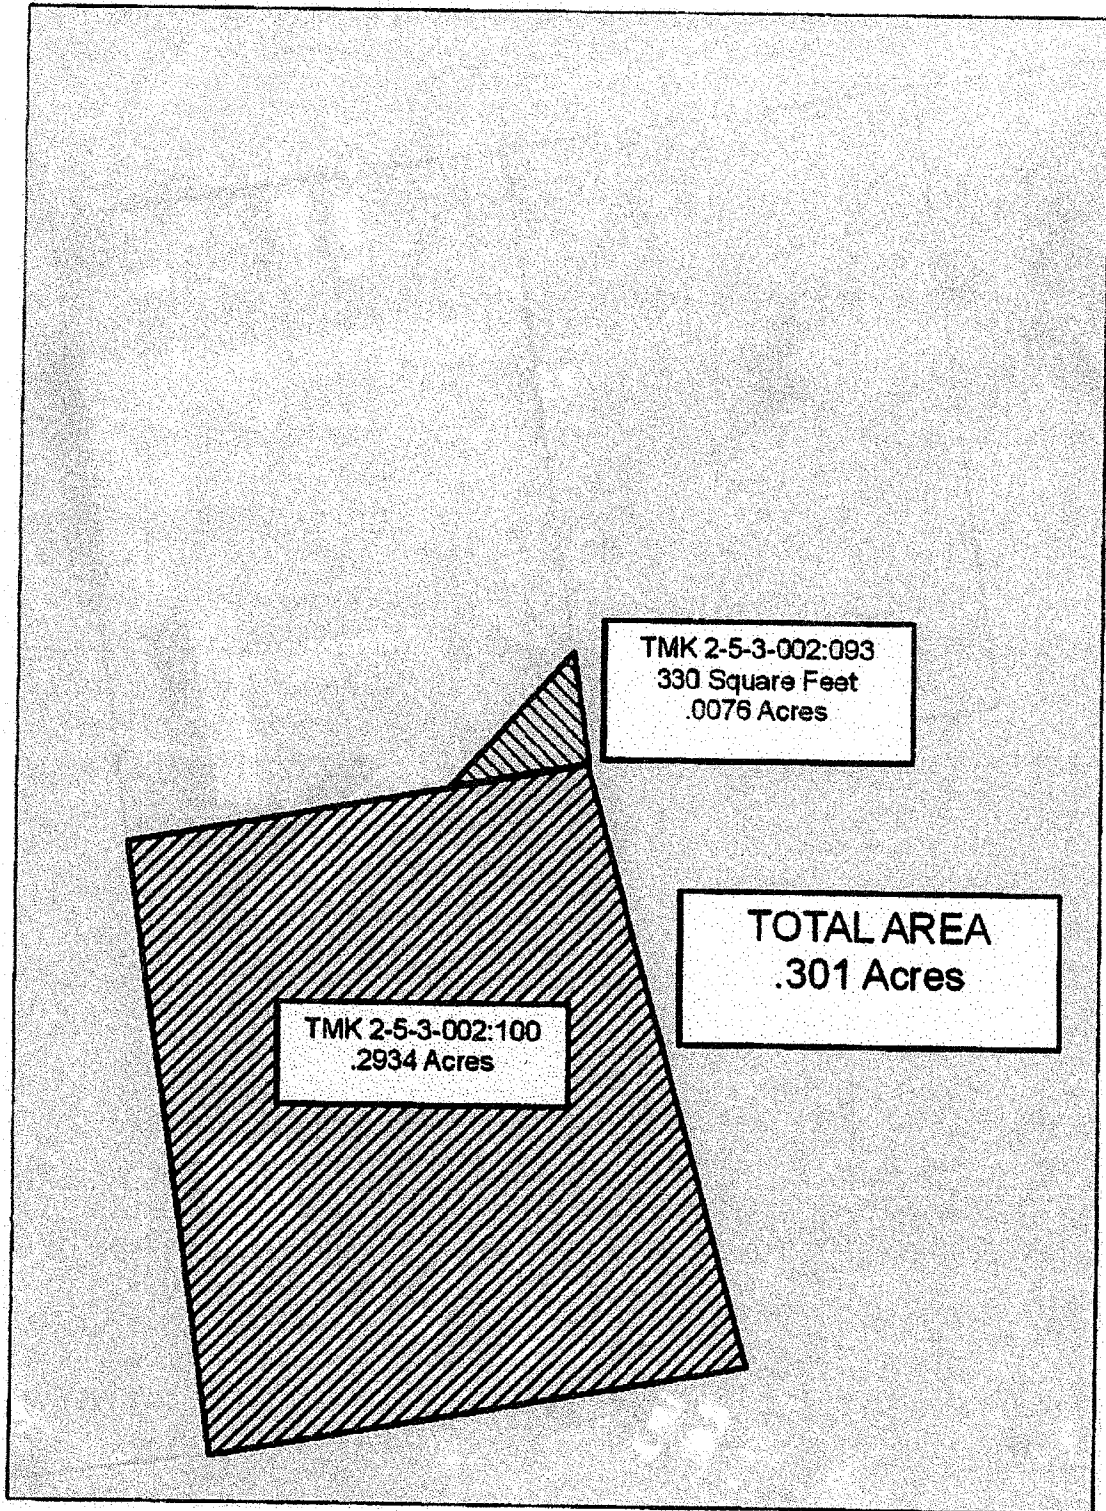 TMK 2-5-3-002:093
330 Square Feet
.0076 Acres
TOTAL AREA
.301 Acres
TMK 2-5-3-002:100
.2934 Acres